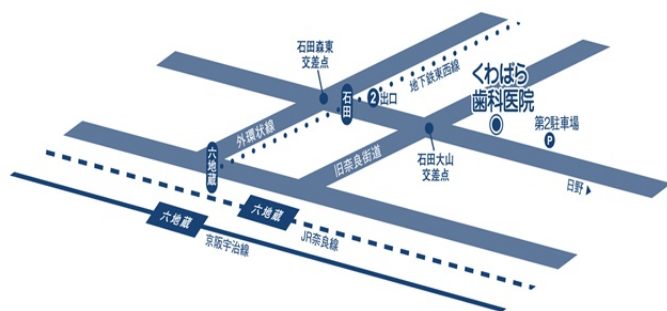 石田森東
交差点
石田
2出口
地下鉄東西線
くわばら
歯科医院
第2駐車場
P
外環状線
六地蔵
旧奈良街道
石田大山
交差点
日野
六地蔵
JR奈良線
六地蔵
京阪宇治線